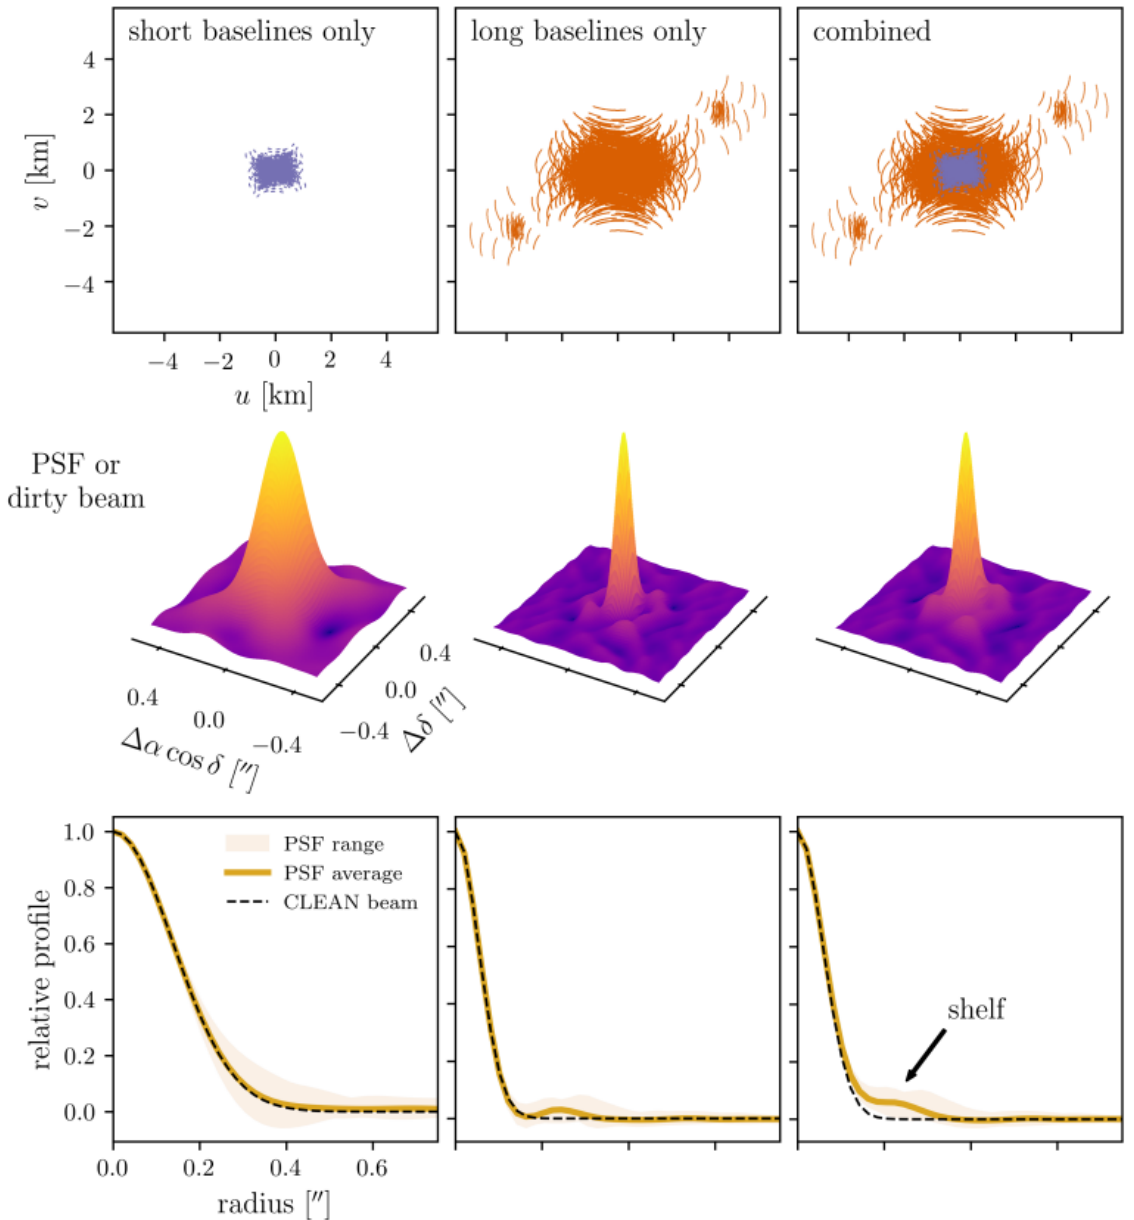 short baselines only
long baselines only
combined
4
2
0
−2
−4
v [km]
−4 −2 0 2 4
u [km]
PSF or
dirty beam
0.4
0.0
−0.4
Δα cos δ [″]
−0.4
0.0
0.4
Δδ [″]
1.0
0.8
0.6
0.4
0.2
0.0
relative profile
PSF range
PSF average
CLEAN beam
shelf
0.0 0.2 0.4 0.6
radius [″]